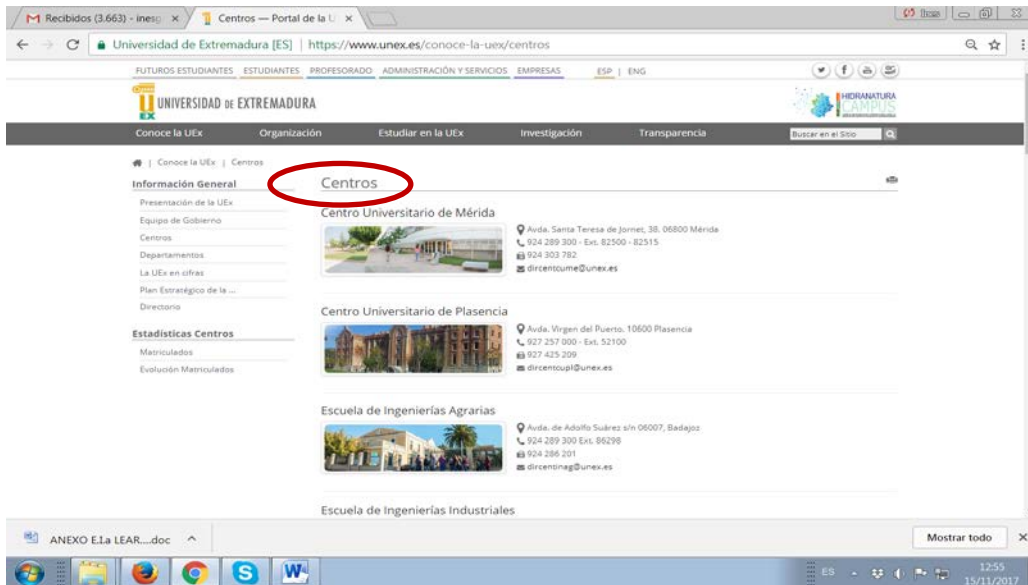 Recibidos (3.663) - inesg
Centros — Portal de la U
Ines
Universidad de Extremadura [ES] | https://www.unex.es/conoce-la-uex/centros
FUTUROS ESTUDIANTES ESTUDIANTES PROFESORADO ADMINISTRACIÓN Y SERVICIOS EMPRESAS ESP | ENG
UEX
UNIVERSIDAD DE EXTREMADURA
HIDRANATURA
CAMPUS
Conoce la UEx Organización Estudiar en la UEx Investigación Transparencia Buscar en el Sitio
| Conoce la UEx | Centros
Información General
Presentación de la UEx
Equipo de Gobierno
Centros
Departamentos
La UEx en cifras
Plan Estratégico de la ...
Directorio
Estadísticas Centros
Matriculados
Evolución Matriculados
Centros
Centro Universitario de Mérida
Avda. Santa Teresa de Jornet, 38. 06800 Mérida
924 289 300 - Ext. 82500 - 82515
924 303 782
dircentcume@unex.es
Centro Universitario de Plasencia
Avda. Virgen del Puerto. 10600 Plasencia
927 257 000 - Ext. 52100
927 425 209
dircentcupl@unex.es
Escuela de Ingenierías Agrarias
Avda. de Adolfo Suárez s/n 06007, Badajoz
924 289 300 Ext. 86298
924 286 201
dircentinag@unex.es
Escuela de Ingenierías Industriales
ANEXO E.I.a LEAR....doc
Mostrar todo
ES
12:55
15/11/2017